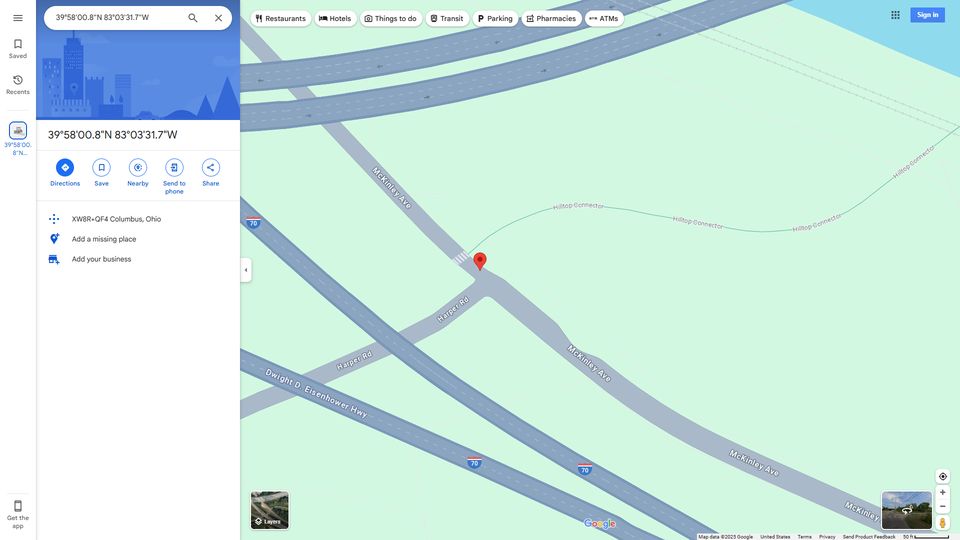 39°58'00.8"N 83°03'31.7"W
Restaurants
Hotels
Things to do
Transit
Parking
Pharmacies
ATMs
Sign in
Saved
Recents
39°58'00.
8"N...
39°58'00.8"N 83°03'31.7"W
Directions
Save
Nearby
Send to
phone
Share
XW8R+QF4 Columbus, Ohio
Add a missing place
Add your business
Get the
app
McKinley Ave
Hilltop Connector
Hilltop Connector
Hilltop Connector
Hilltop Connector
70
Harper Rd
Harper Rd
McKinley Ave
Dwight D. Eisenhower Hwy
McKinley Ave
70
70
McKinley
Layers
Google
Map data ©2025 Google
United States
Terms
Privacy
Send Product Feedback
50 ft